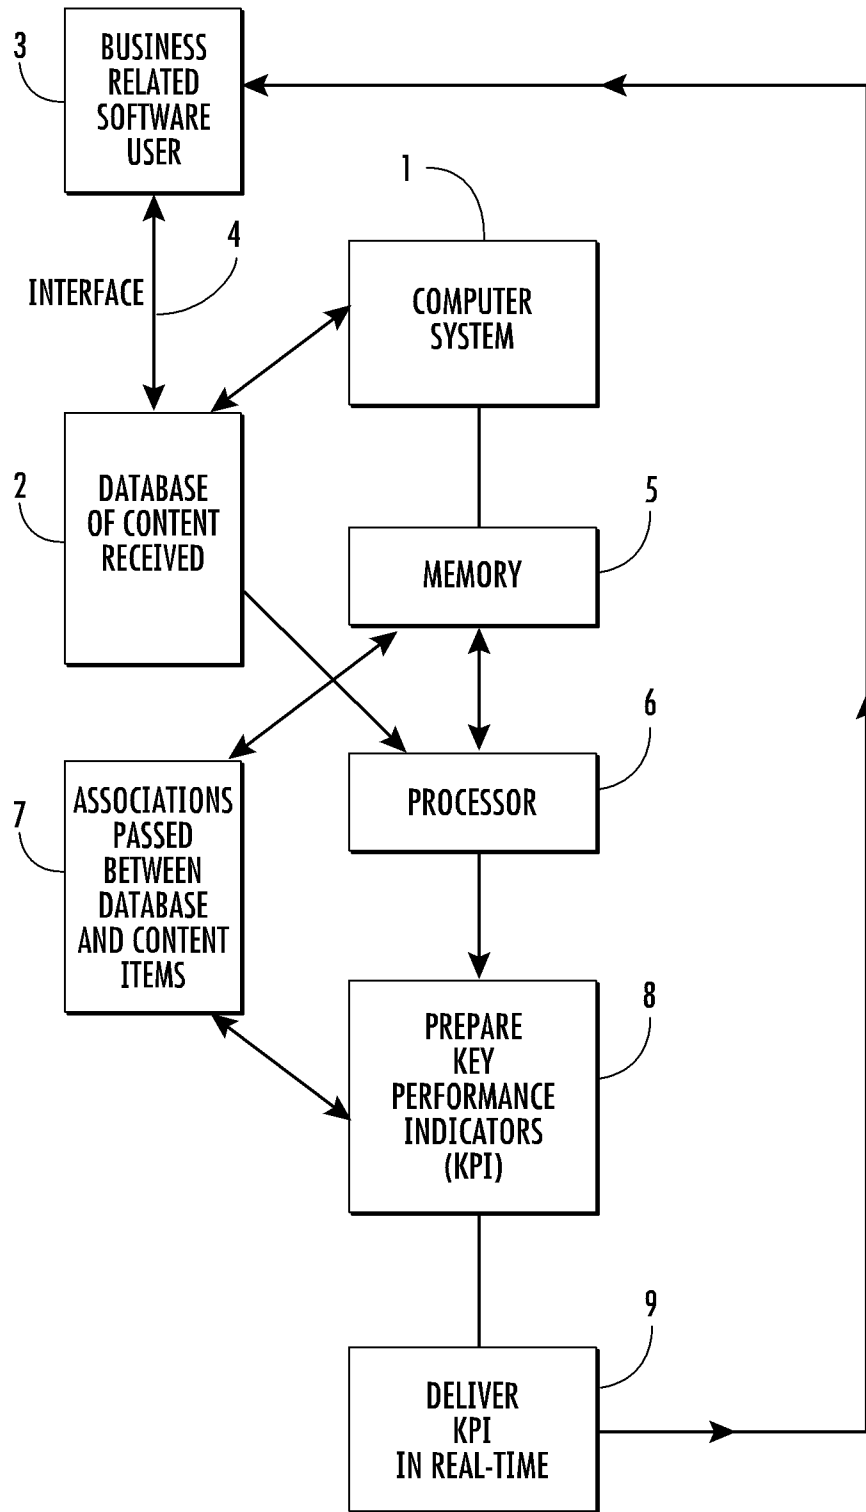 3
BUSINESS
RELATED
SOFTWARE
USER
1
4
INTERFACE
COMPUTER
SYSTEM
2
DATABASE
OF CONTENT
RECEIVED
5
MEMORY
6
PROCESSOR
7
ASSOCIATIONS
PASSED
BETWEEN
DATABASE
AND CONTENT
ITEMS
8
PREPARE
KEY
PERFORMANCE
INDICATORS
(KPI)
9
DELIVER
KPI
IN REAL-TIME